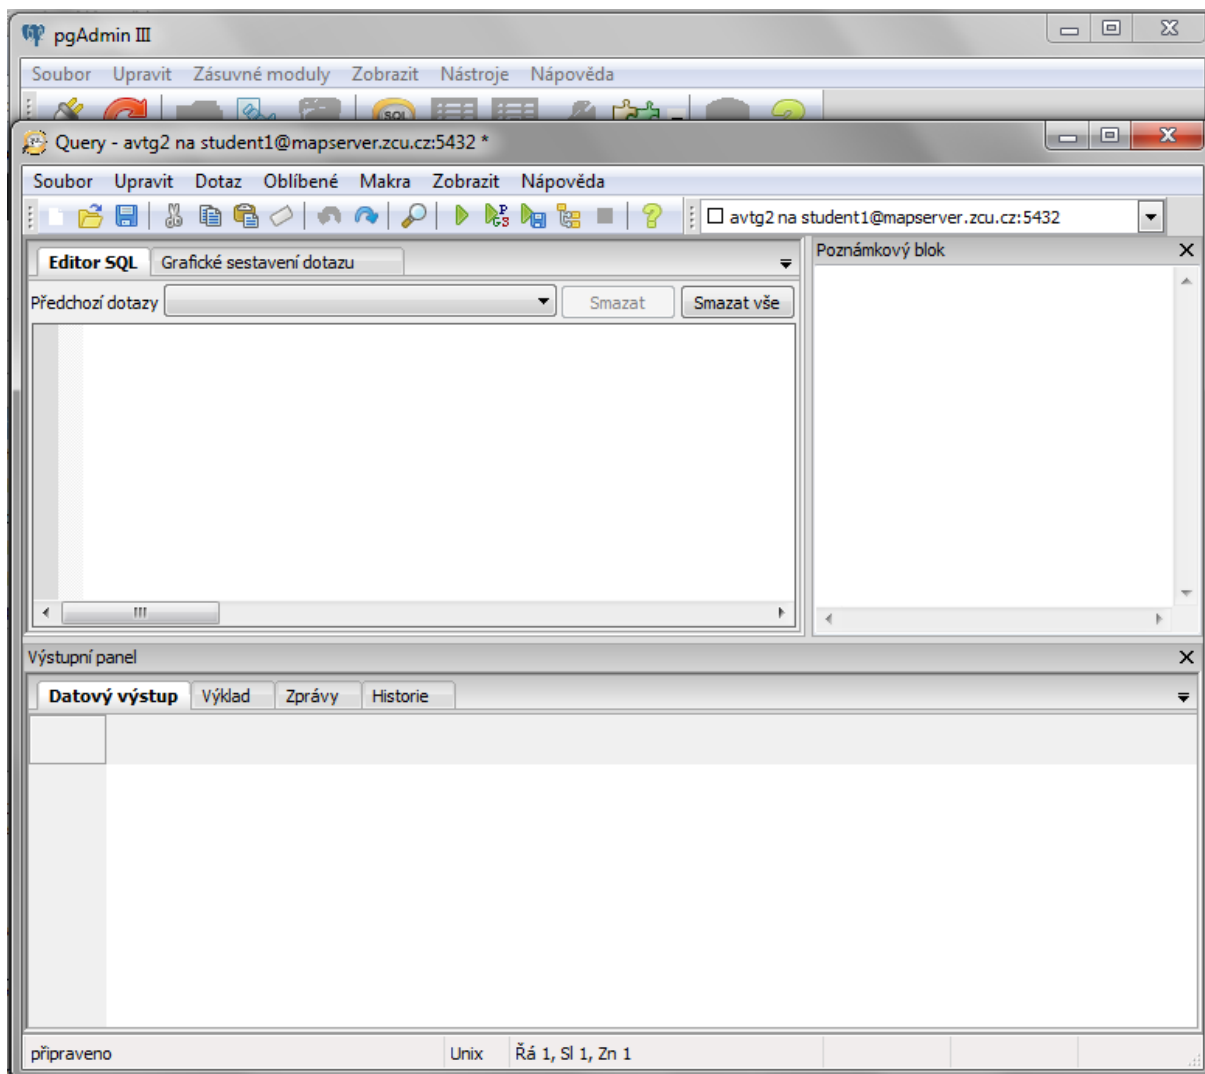 pgAdmin III
Soubor Upravit Zásuvné moduly Zobrazit Nástroje Nápověda
SQL
Query - avtg2 na student1@mapserver.zcu.cz:5432 *
Soubor Upravit Dotaz Oblíbené Makra Zobrazit Nápověda
avtg2 na student1@mapserver.zcu.cz:5432
Editor SQL Grafické sestavení dotazu
Poznámkový blok
Předchozí dotazy Smazat Smazat vše
Výstupní panel
Datový výstup Výklad Zprávy Historie
připraveno Unix Řá 1, Sl 1, Zn 1